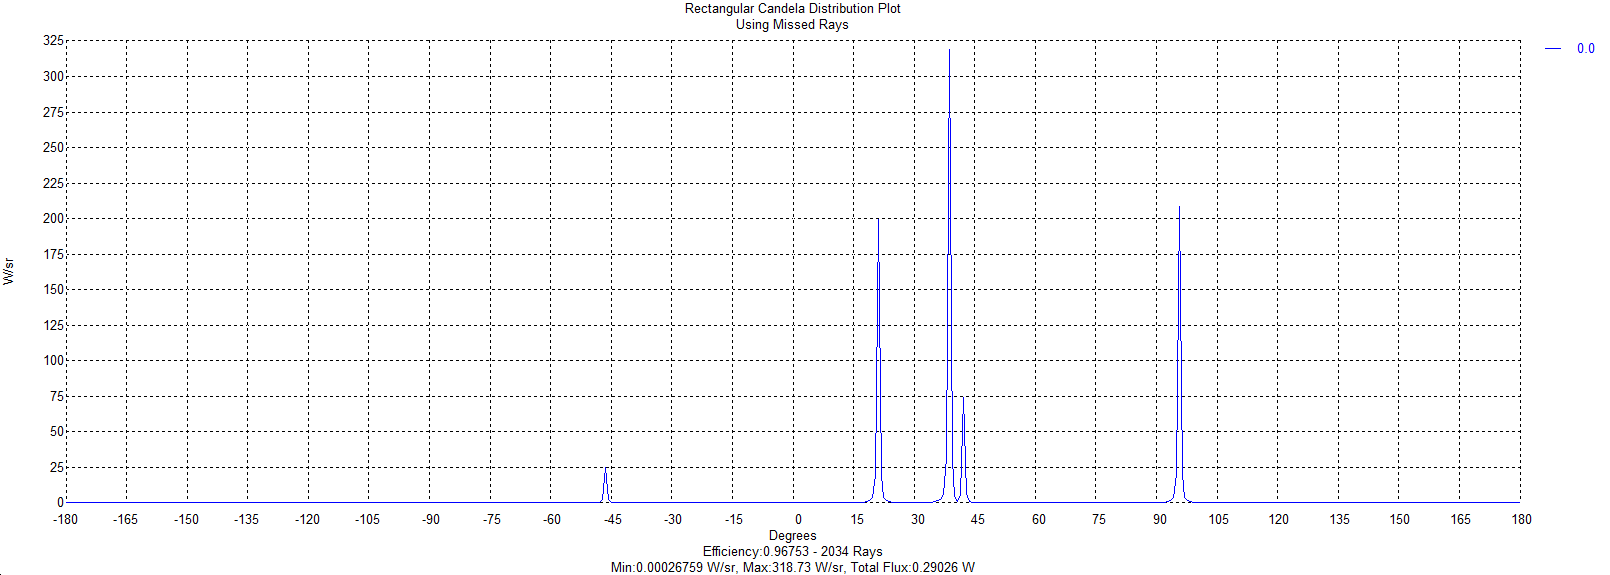 Rectangular Candela Distribution Plot
Using Missed Rays
325
300
275
250
225
200
175
150
125
100
75
50
25
0
W/sr
0.0
-180 -165 -150 -135 -120 -105 -90 -75 -60 -45 -30 -15 0 15 30 45 60 75 90 105 120 135 150 165 180
Degrees
Efficiency:0.96753 - 2034 Rays
Min:0.00026759 W/sr, Max:318.73 W/sr, Total Flux:0.29026 W